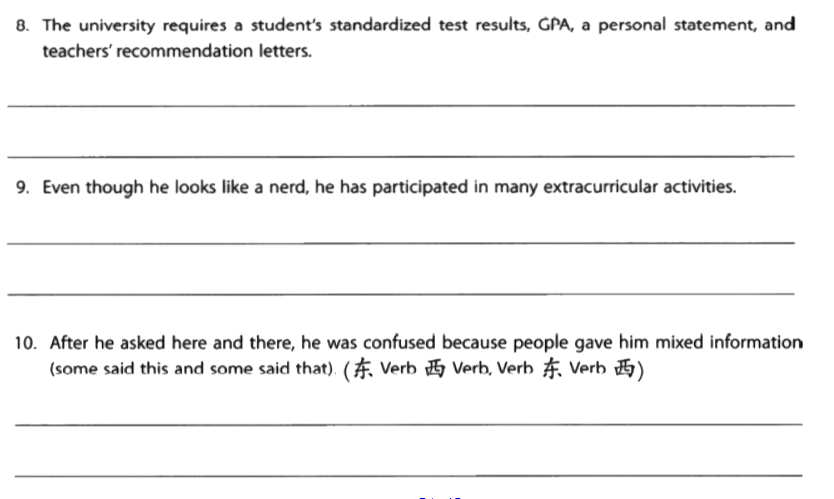 8. The university requires a student's standardized test results, GPA, a personal statement, and
teachers' recommendation letters.
9. Even though he looks like a nerd, he has participated in many extracurricular activities.
10. After he asked here and there, he was confused because people gave him mixed information
(some said this and some said that). (东 Verb 西 Verb, Verb 东 Verb 西)